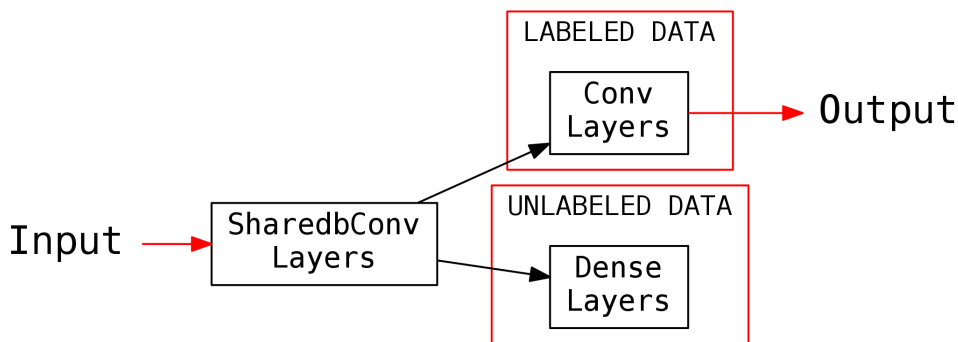 LABELED DATA
Conv
Layers
Output
Input
SharedbConv
Layers
UNLABELED DATA
Dense
Layers